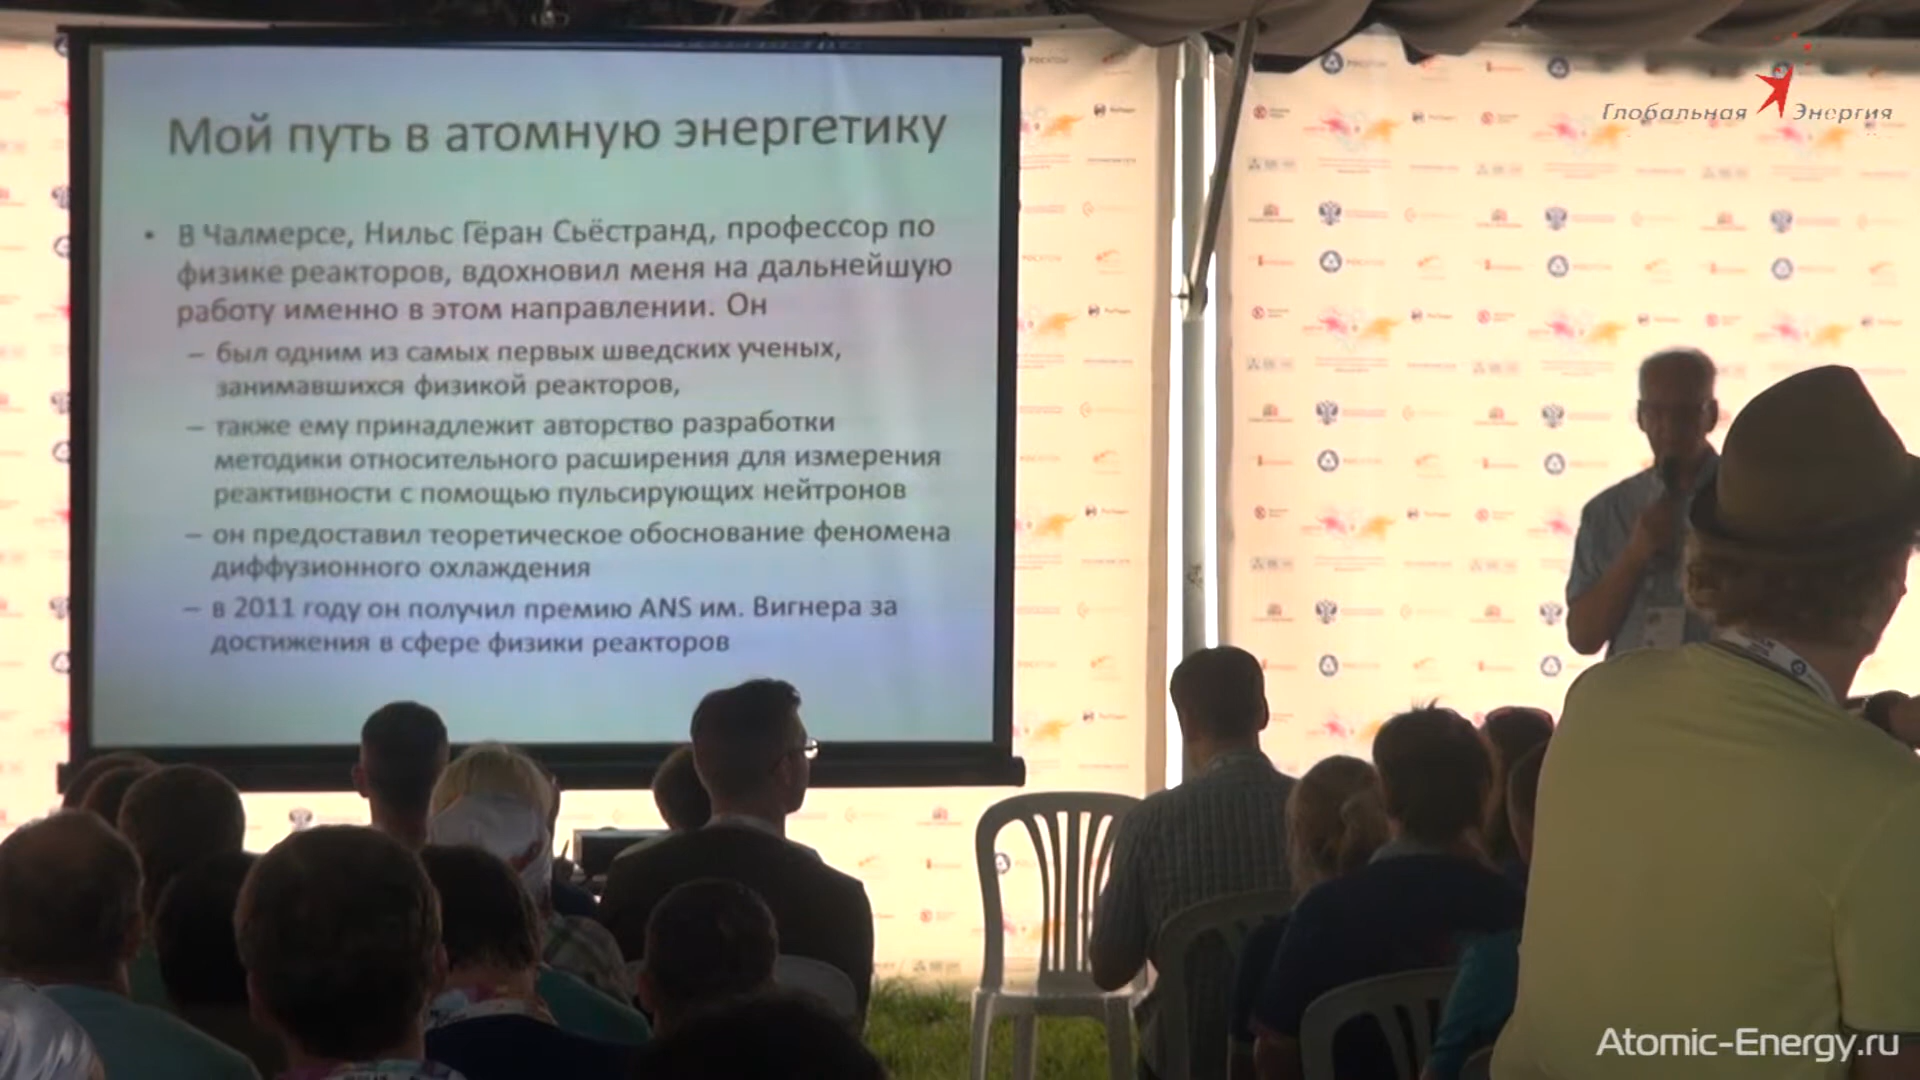 Мой путь в атомную энергетику
• В Чалмерсе, Нильс Гёран Сьёстранд, профессор по
физике реакторов, вдохновил меня на дальнейшую
работу именно в этом направлении. Он
– был одним из самых первых шведских ученых,
занимавшихся физикой реакторов,
– также ему принадлежит авторство разработки
методики относительного расширения для измерения
реактивности с помощью пульсирующих нейтронов
– он предоставил теоретическое обоснование феномена
диффузионного охлаждения
– в 2011 году он получил премию ANS им. Вигнера за
достижения в сфере физики реакторов
Глобальная Энергия
Atomic-Energy.ru